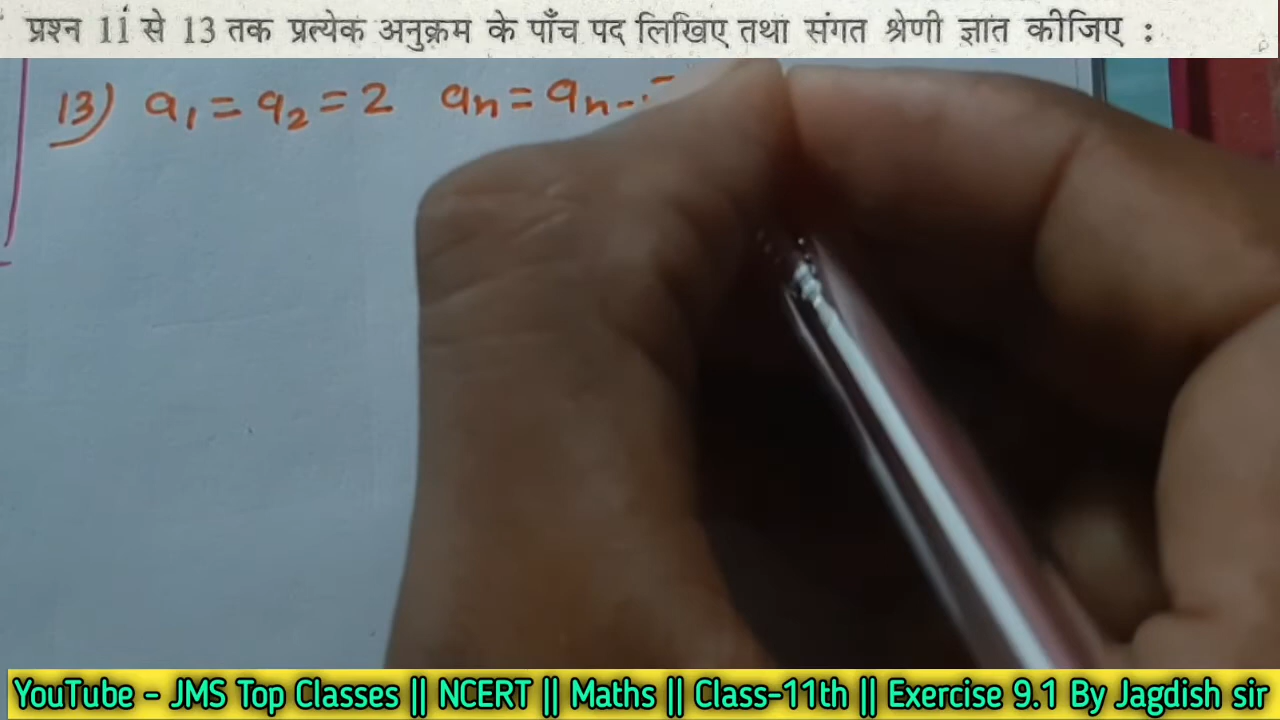 प्रश्न 11 से 13 तक प्रत्येक अनुक्रम के पाँच पद लिखिए तथा संगत श्रेणी ज्ञात कीजिए :
13) a₁ = a₂ = 2 aₙ = aₙ₋
YouTube - JMS Top Classes || NCERT || Maths || Class-11th || Exercise 9.1 By Jagdish sir